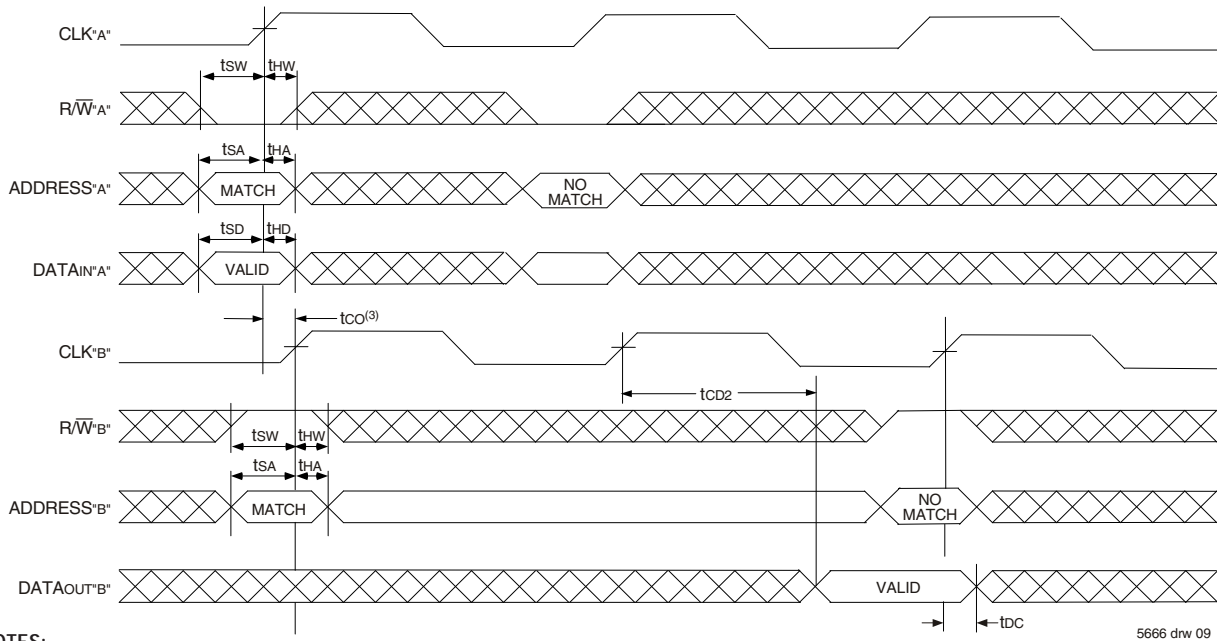 CLK"A"
tSW tHW
R/W̅"A"
tSA tHA
ADDRESS"A" MATCH NO MATCH
tSD tHD
DATAIN"A" VALID
tCO(3)
CLK"B"
tCD2
R/W̅"B"
tSW tHW
tSA tHA
ADDRESS"B" MATCH NO MATCH
DATAOUT"B" VALID
tDC
5666 drw 09